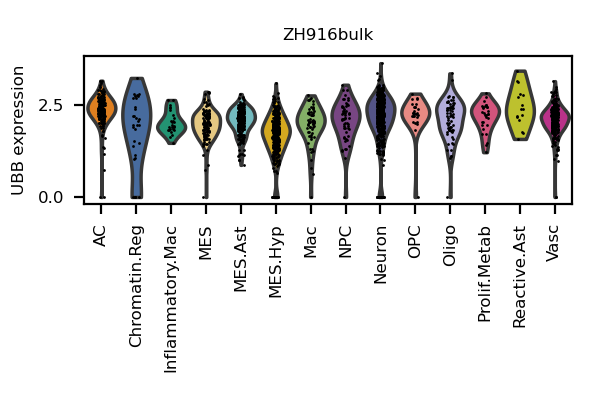 ZH916bulk
UBB expression
2.5
0.0
AC
Chromatin.Reg
Inflammatory.Mac
MES
MES.Ast
MES.Hyp
Mac
NPC
Neuron
OPC
Oligo
Prolif.Metab
Reactive.Ast
Vasc